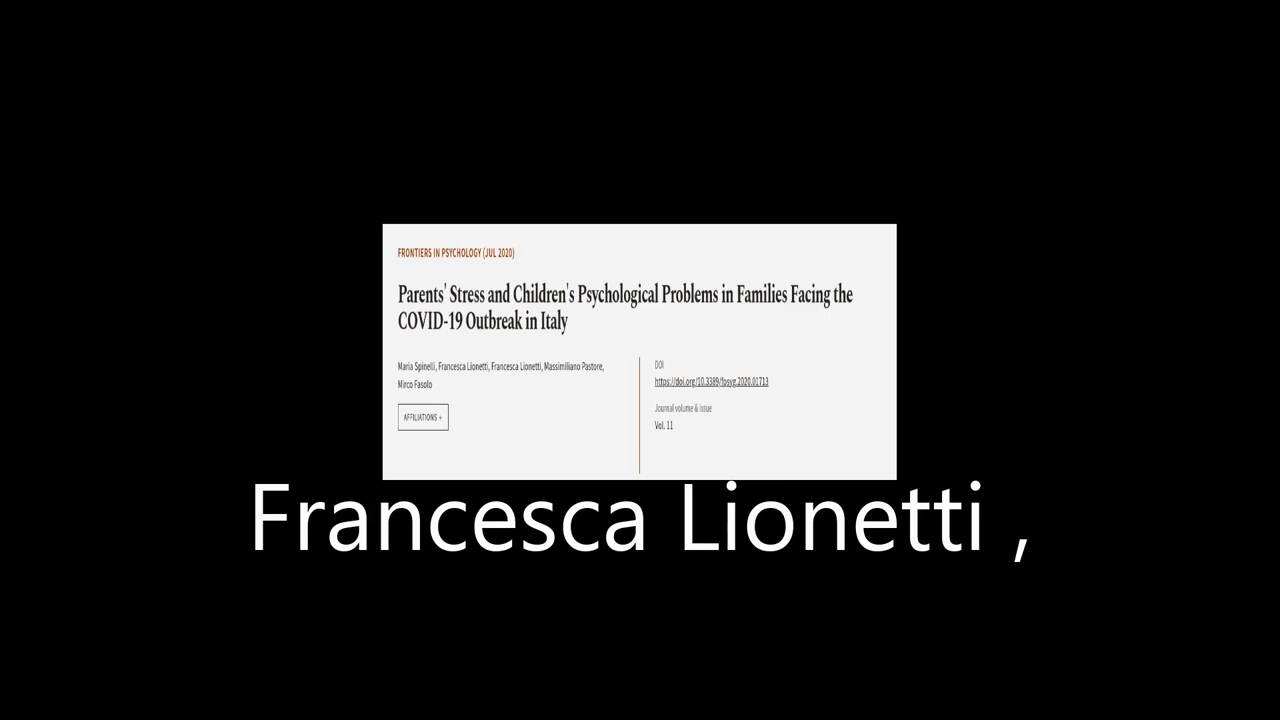 FRONTIERS IN PSYCHOLOGY (JUL 2020)
Parents' Stress and Children's Psychological Problems in Families Facing the
COVID-19 Outbreak in Italy
Maria Spinelli, Francesca Lionetti, Francesca Lionetti, Massimiliano Pastore,
Mirco Fasolo
AFFILIATIONS +
DOI
https://doi.org/10.3389/fpsyg.2020.01713
Journal volume & issue
Vol. 11
Francesca Lionetti ,